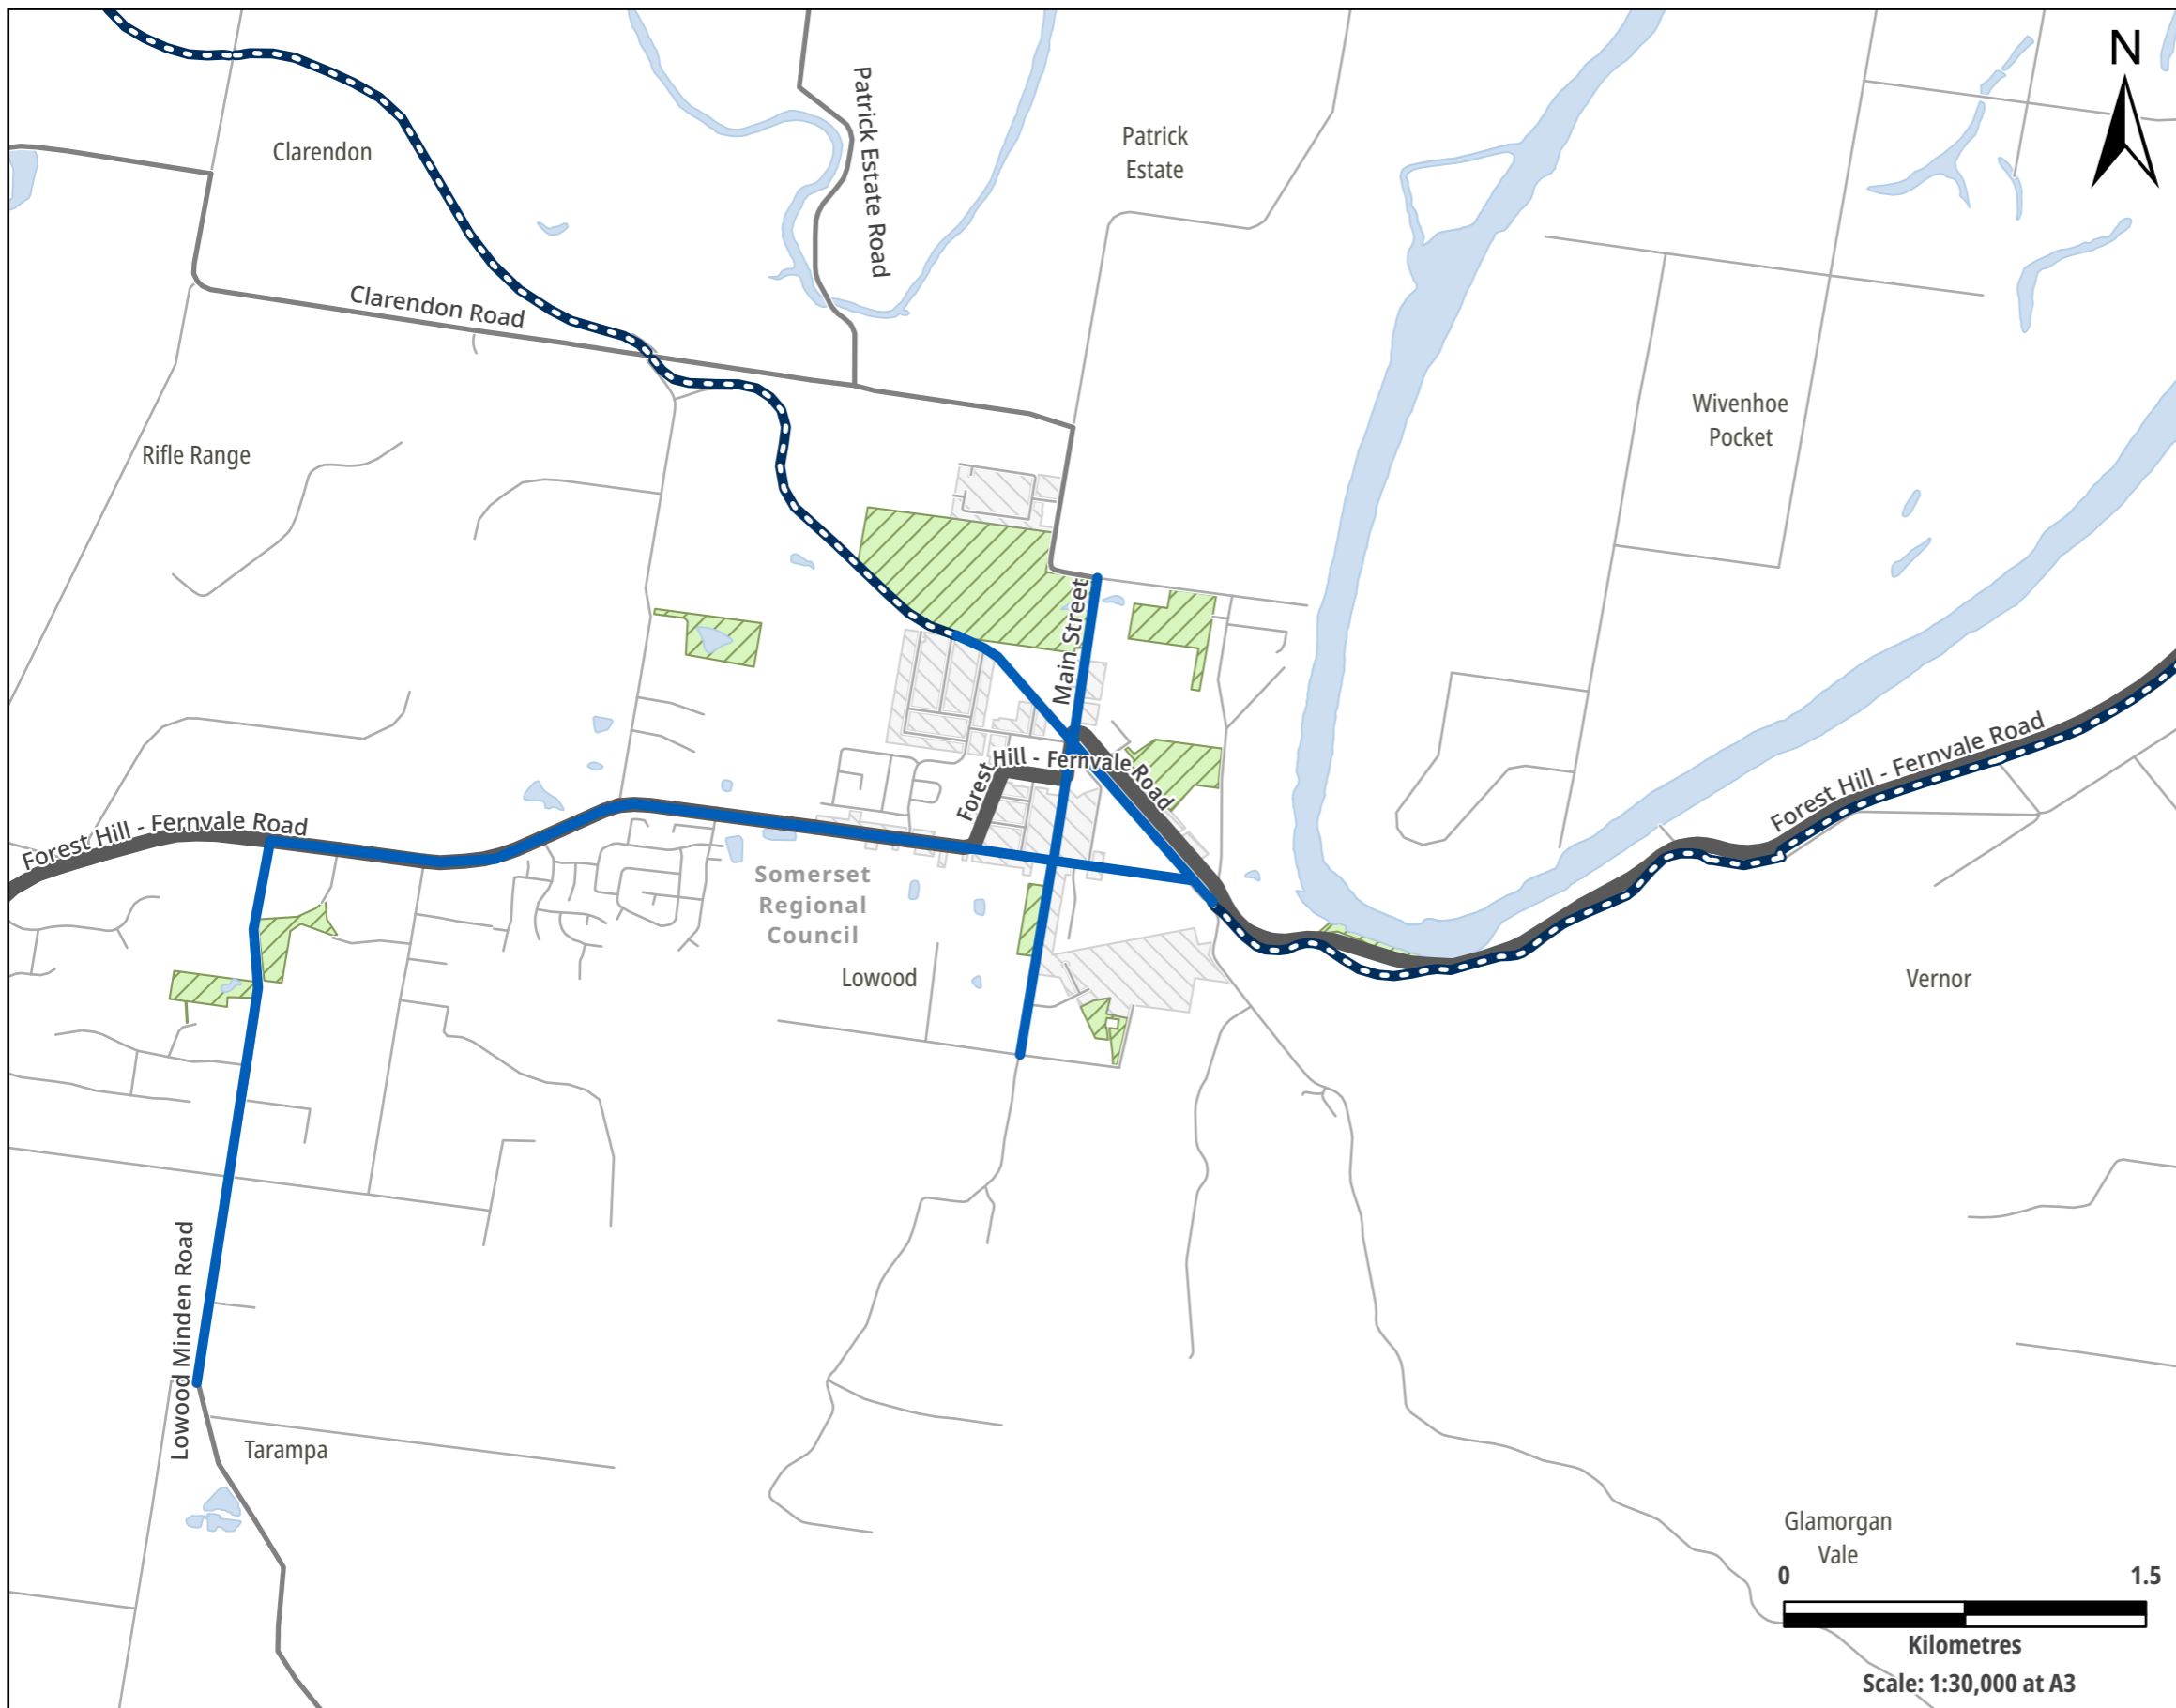 N
Patrick Estate Road
Patrick
Estate
Clarendon
Clarendon Road
Wivenhoe
Pocket
Rifle Range
Main Street
Forest Hill - Fernvale Road
Forest Hill - Fernvale Road
Forest Hill - Fernvale Road
Somerset
Regional
Council
Lowood
Vernor
Lowood Minden Road
Tarampa
Glamorgan
Vale
0 1.5
Kilometres
Scale: 1:30,000 at A3